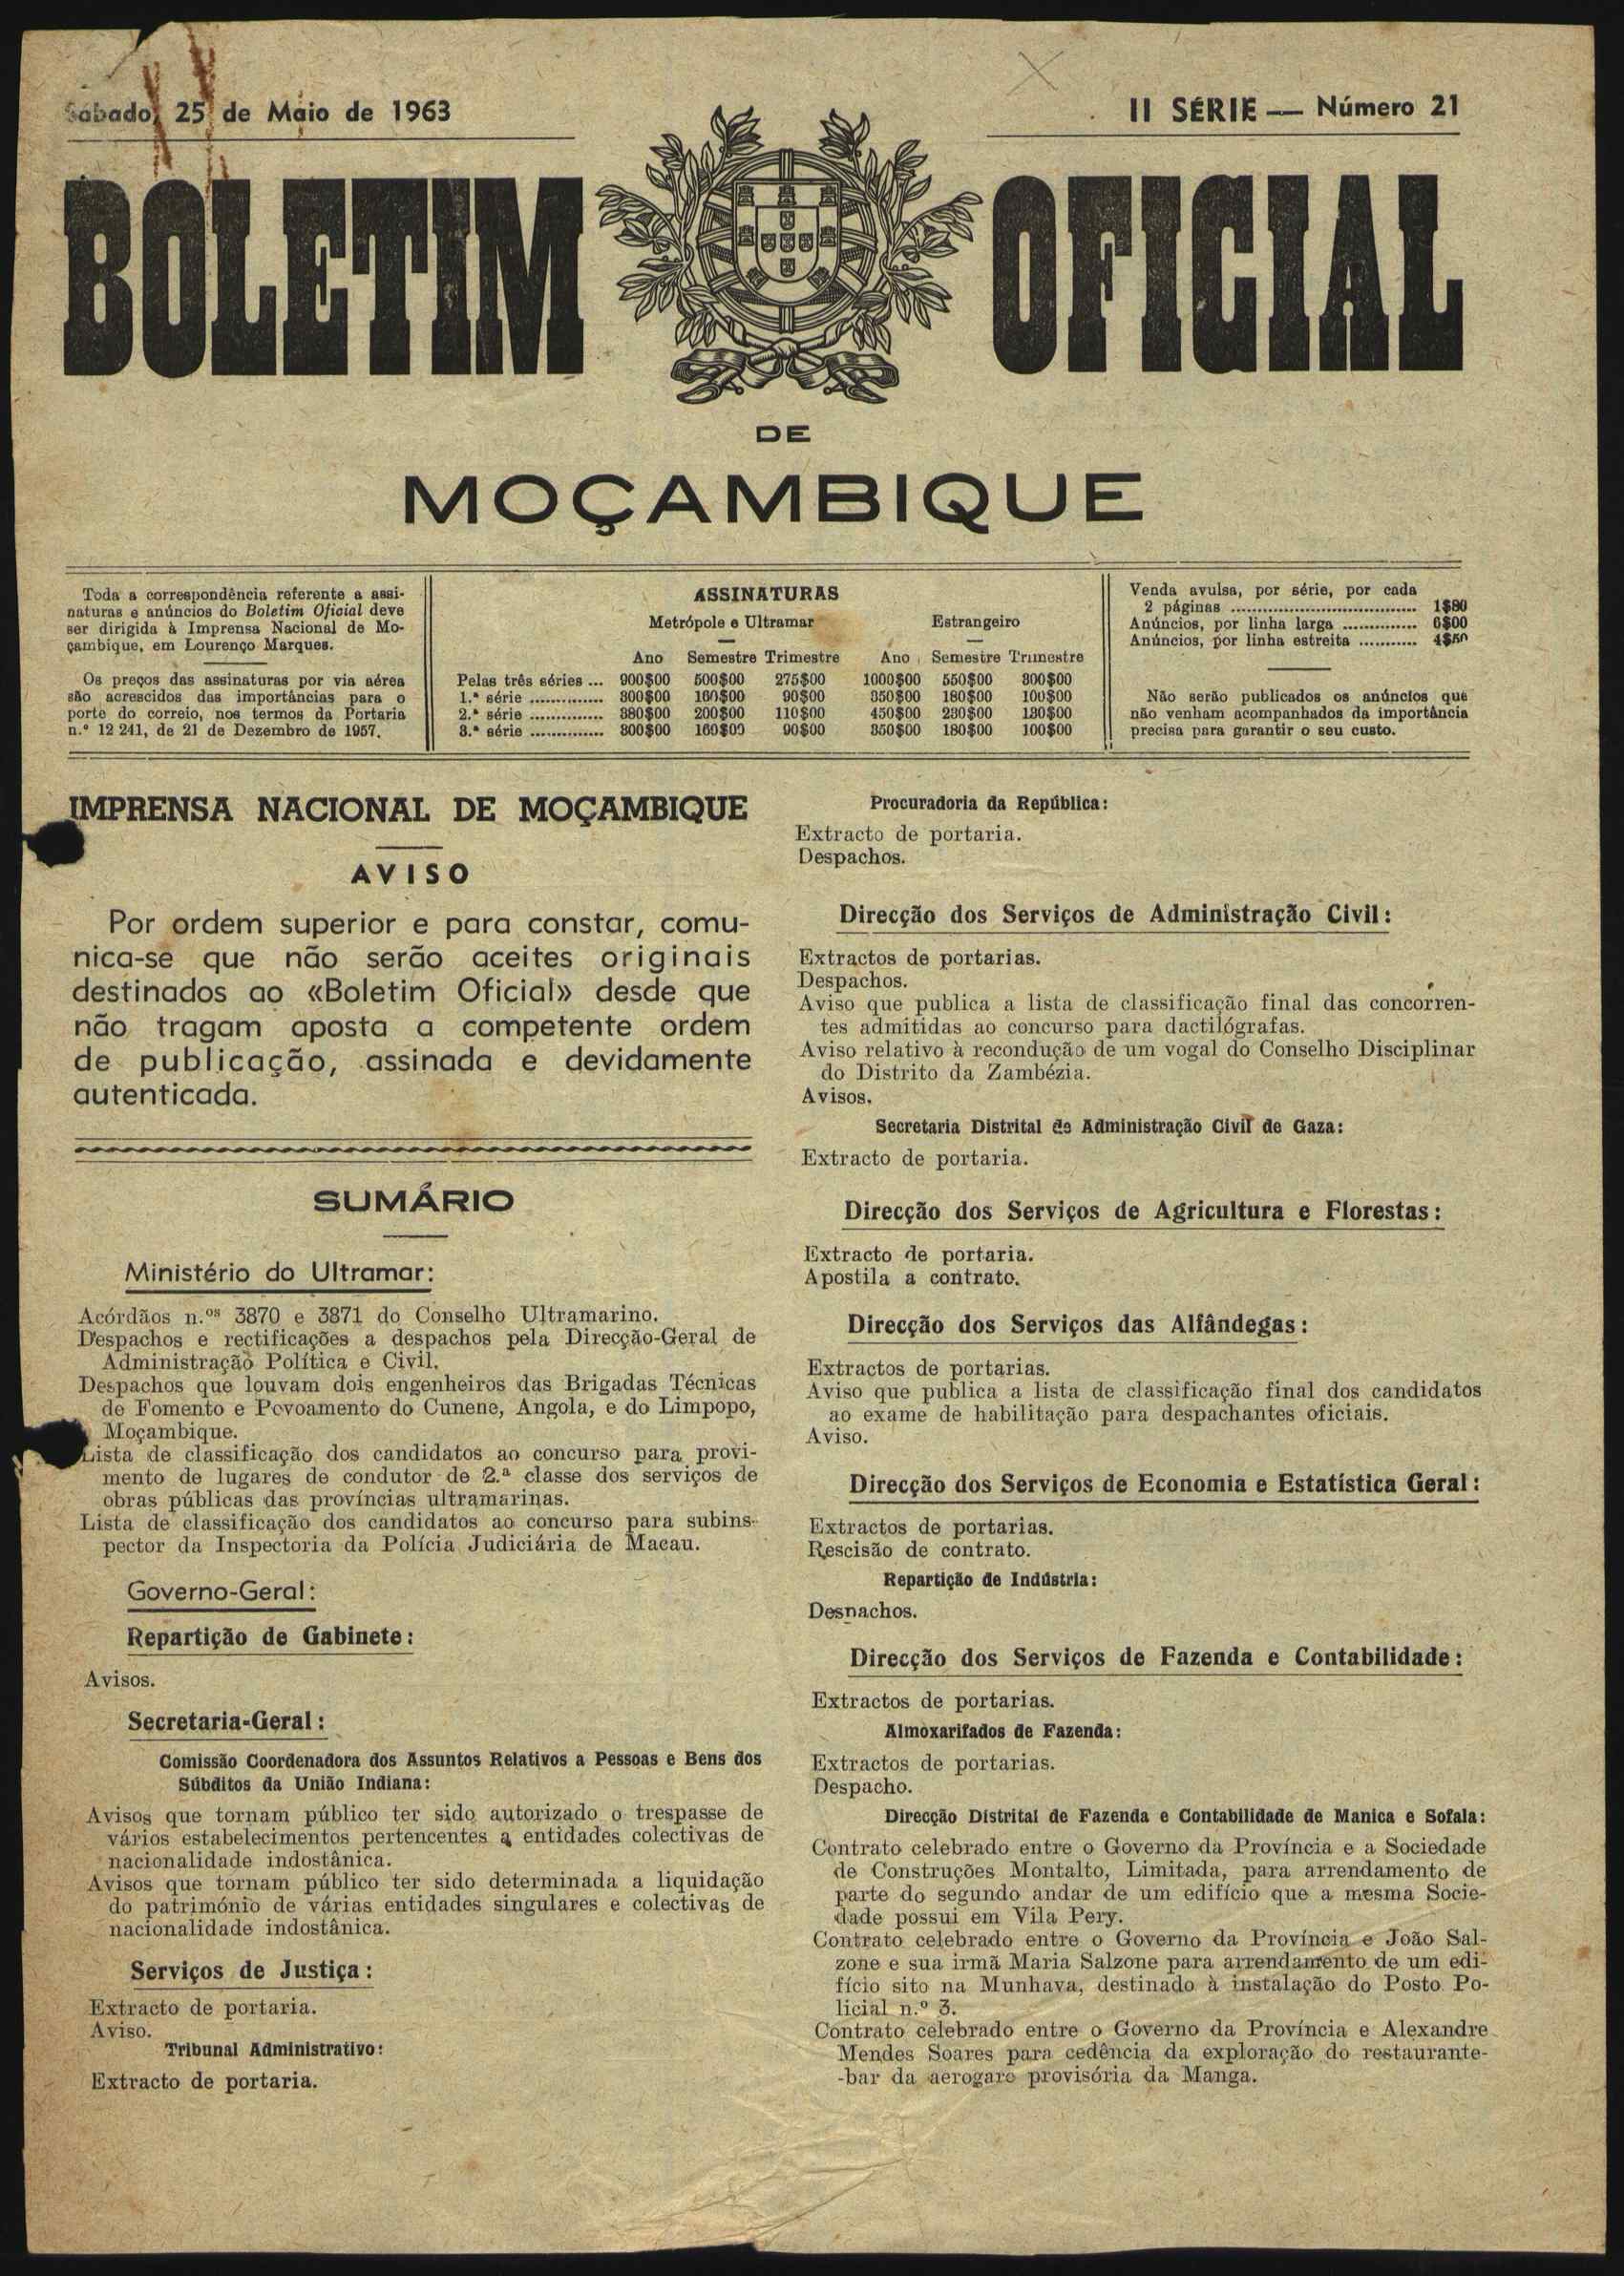 Sábado, 25 de Maio de 1963
II SÉRIE — Número 21
BOLETIM OFICIAL
DE
MOÇAMBIQUE
Toda a correspondência referente a assi-
naturas e anúncios do Boletim Oficial deve
ser dirigida à Imprensa Nacional de Mo-
çambique, em Lourenço Marques.
Os preços das assinaturas por via aérea
são acrescidos das importâncias para o
porte do correio, nos termos da Portaria
n.º 12 241, de 21 de Dezembro de 1957.
ASSINATURAS
Metrópole e Ultramar Estrangeiro
Ano Semestre Trimestre Ano Semestre Trimestre
Pelas três séries ... 900$00 500$00 275$00 1000$00 550$00 300$00
1.ª série ............. 300$00 160$00 90$00 350$00 180$00 100$00
2.ª série ............. 380$00 200$00 110$00 450$00 230$00 130$00
3.ª série ............. 300$00 160$00 90$00 350$00 180$00 100$00
Venda avulsa, por série, por cada
2 páginas ................................. 1$80
Anúncios, por linha larga ............. 6$00
Anúncios, por linha estreita ........... 4$50
Não serão publicados os anúncios que
não venham acompanhados da importância
precisa para garantir o seu custo.
IMPRENSA NACIONAL DE MOÇAMBIQUE
AVISO
Por ordem superior e para constar, comu-
nica-se que não serão aceites originais
destinados ao «Boletim Oficial» desde que
não tragam aposta a competente ordem
de publicação, assinada e devidamente
autenticada.
SUMÁRIO
Ministério do Ultramar:
Acórdãos n.os 3870 e 3871 do Conselho Ultramarino.
Despachos e rectificações a despachos pela Direcção-Geral de
Administração Política e Civil.
Despachos que louvam dois engenheiros das Brigadas Técnicas
de Fomento e Povoamento do Cunene, Angola, e do Limpopo,
Moçambique.
Lista de classificação dos candidatos ao concurso para provi-
mento de lugares de condutor de 2.ª classe dos serviços de
obras públicas das províncias ultramarinas.
Lista de classificação dos candidatos ao concurso para subins-
pector da Inspectoria da Polícia Judiciária de Macau.
Governo-Geral:
Repartição de Gabinete:
Avisos.
Secretaria-Geral:
Comissão Coordenadora dos Assuntos Relativos a Pessoas e Bens dos
Súbditos da União Indiana:
Avisos que tornam público ter sido autorizado o trespasse de
vários estabelecimentos pertencentes a entidades colectivas de
nacionalidade indostânica.
Avisos que tornam público ter sido determinada a liquidação
do património de várias entidades singulares e colectivas de
nacionalidade indostânica.
Serviços de Justiça:
Extracto de portaria.
Aviso.
Tribunal Administrativo:
Extracto de portaria.
Procuradoria da República:
Extracto de portaria.
Despachos.
Direcção dos Serviços de Administração Civil:
Extractos de portarias.
Despachos.
Aviso que publica a lista de classificação final das concorren-
tes admitidas ao concurso para dactilógrafas.
Aviso relativo à recondução de um vogal do Conselho Disciplinar
do Distrito da Zambézia.
Avisos.
Secretaria Distrital de Administração Civil de Gaza:
Extracto de portaria.
Direcção dos Serviços de Agricultura e Florestas:
Extracto de portaria.
Apostila a contrato.
Direcção dos Serviços das Alfândegas:
Extractos de portarias.
Aviso que publica a lista de classificação final dos candidatos
ao exame de habilitação para despachantes oficiais.
Aviso.
Direcção dos Serviços de Economia e Estatística Geral:
Extractos de portarias.
Rescisão de contrato.
Repartição de Indústria:
Despachos.
Direcção dos Serviços de Fazenda e Contabilidade:
Extractos de portarias.
Almoxarifados de Fazenda:
Extractos de portarias.
Despacho.
Direcção Distrital de Fazenda e Contabilidade de Manica e Sofala:
Contrato celebrado entre o Governo da Província e a Sociedade
de Construções Montalto, Limitada, para arrendamento de
parte do segundo andar de um edifício que a mesma Socie-
dade possui em Vila Pery.
Contrato celebrado entre o Governo da Província e João Sal-
zone e sua irmã Maria Salzone para arrendamento de um edi-
fício sito na Munhava, destinado à instalação do Posto Po-
licial n.º 3.
Contrato celebrado entre o Governo da Província e Alexandre
Mendes Soares para cedência da exploração do restaurante-
-bar da aerogare provisória da Manga.